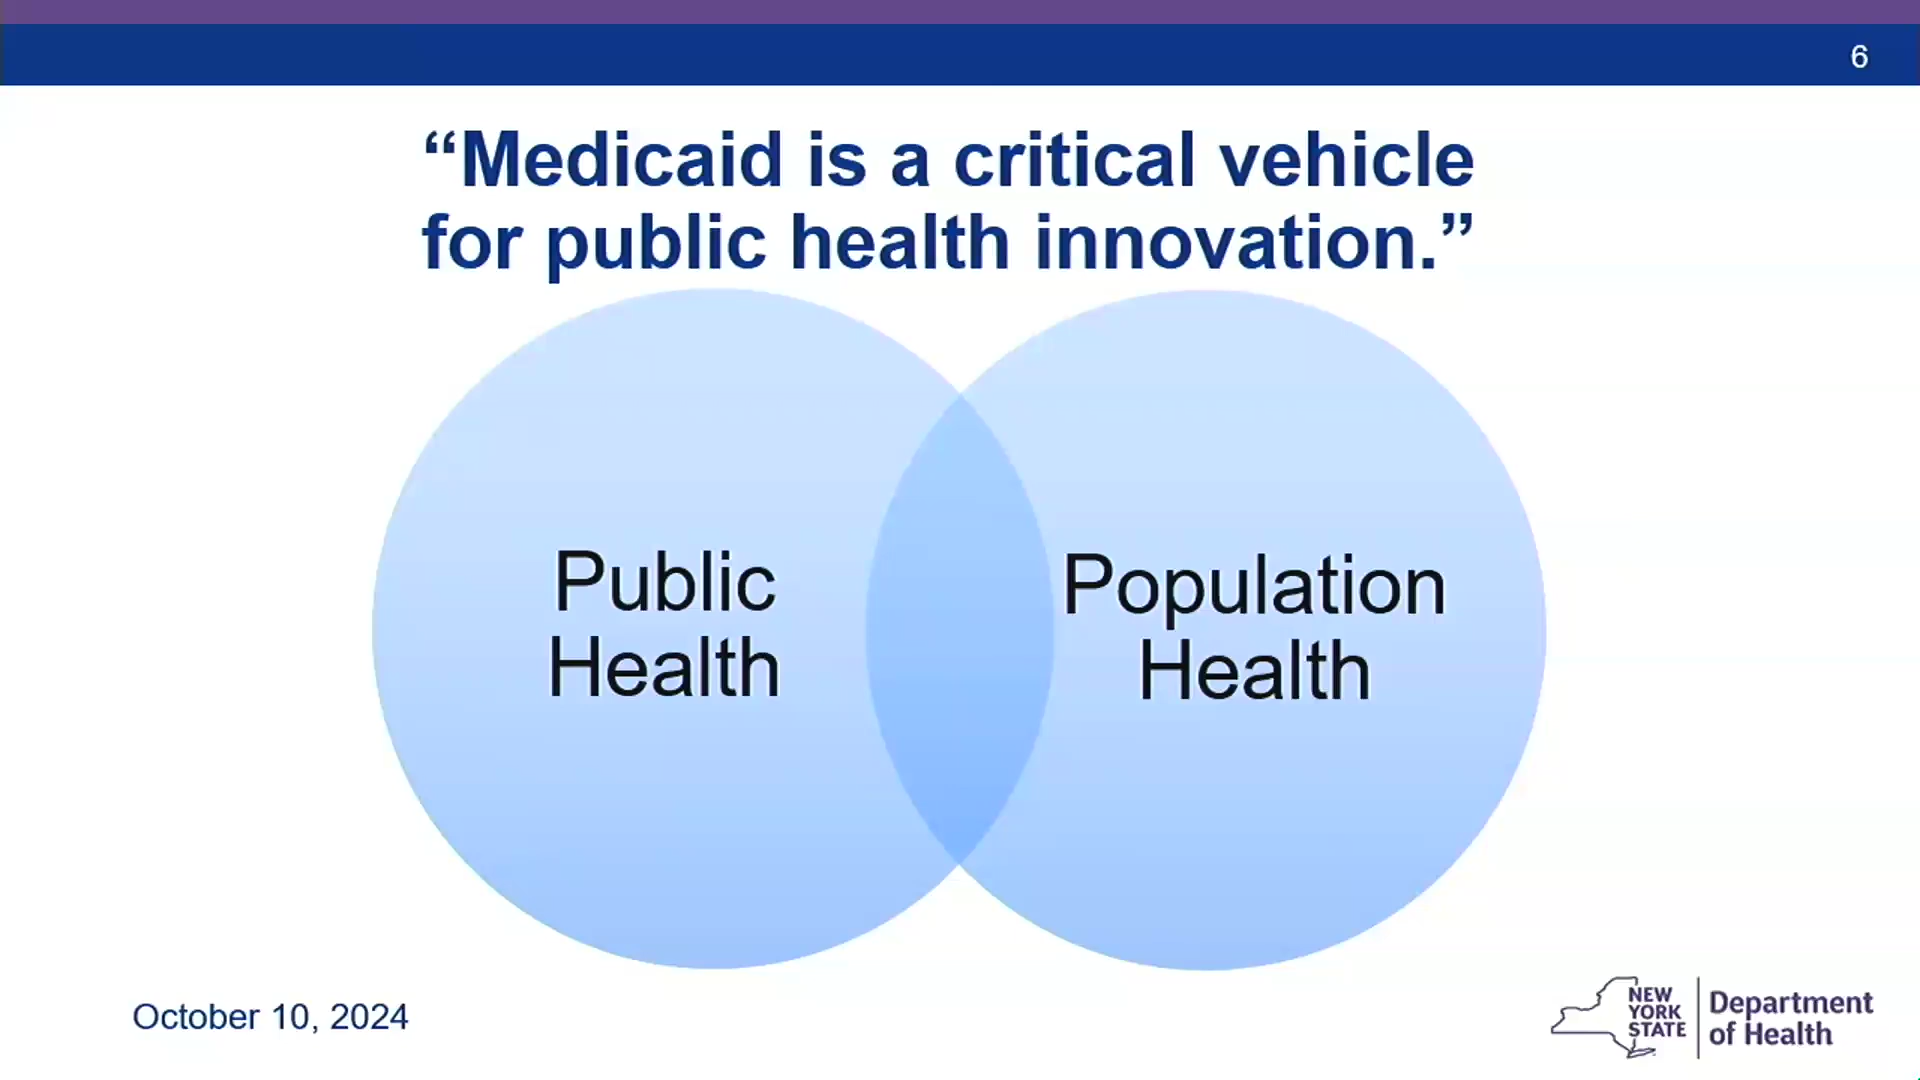 6
“Medicaid is a critical vehicle
for public health innovation.”
Public
Health
Population
Health
October 10, 2024
NEW
YORK
STATE
Department
of Health